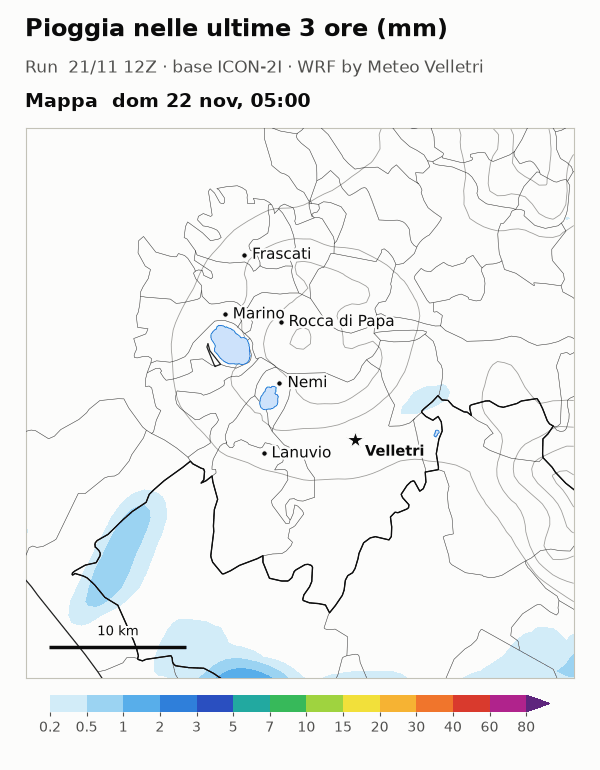 Pioggia nelle ultime 3 ore (mm)
Run  21/11 12Z · base ICON-2I · WRF by Meteo Velletri
Mappa  dom 22 nov, 05:00
Frascati
Marino
Rocca di Papa
Nemi
Velletri
Lanuvio
10 km
0.2 0.5 1 2 3 5 7 10 15 20 30 40 60 80